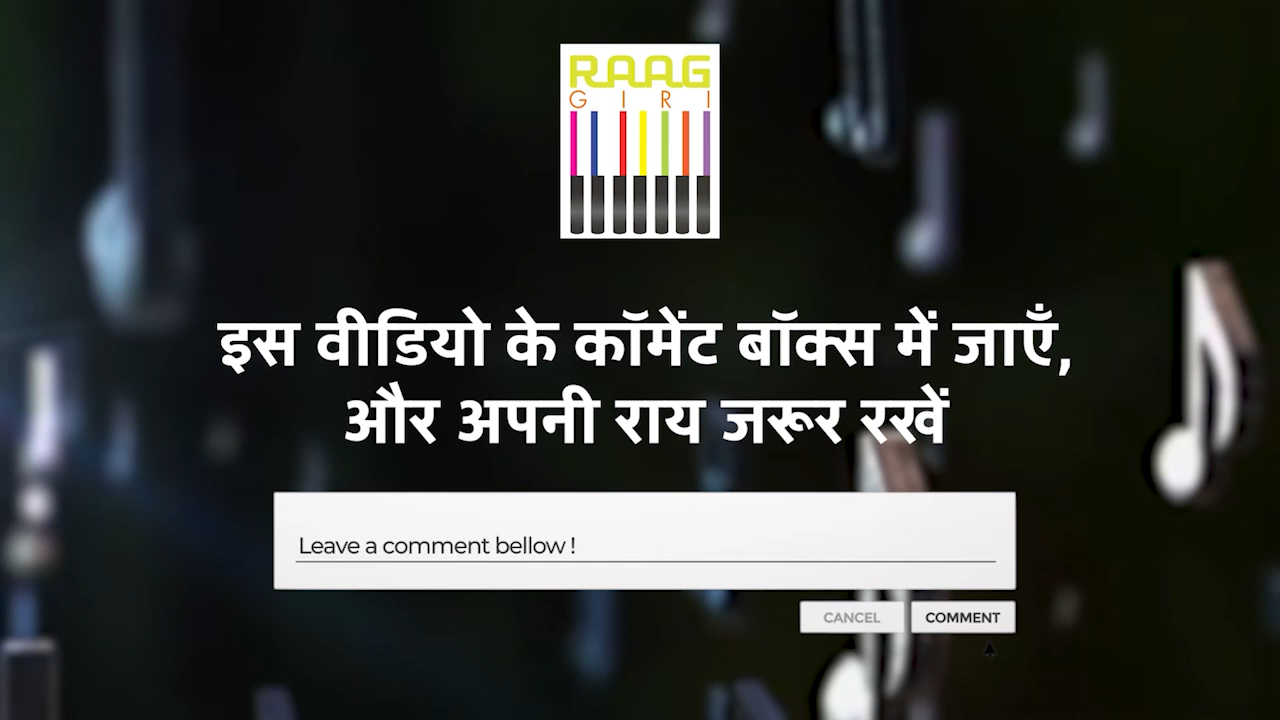 RAAG
GIRI
इस वीडियो के कॉमेंट बॉक्स में जाएँ,
और अपनी राय जरूर रखें
Leave a comment bellow !
CANCEL COMMENT